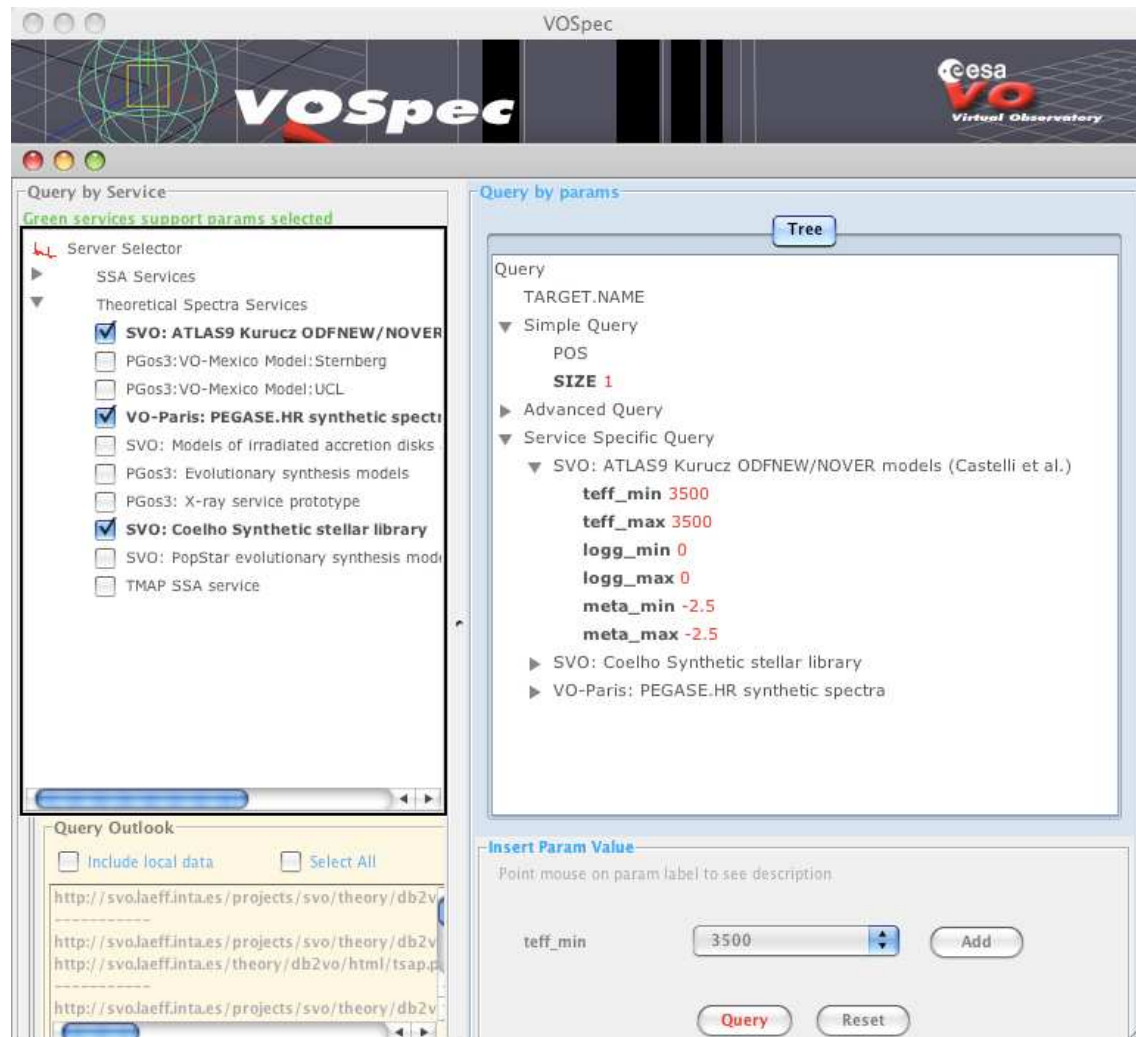 VOSpec
VOSpec
esa
VO
Virtual Observatory
Query by Service
Green services support params selected
Server Selector
SSA Services
Theoretical Spectra Services
SVO: ATLAS9 Kurucz ODFNEW/NOVER
PGos3:VO-Mexico Model:Sternberg
PGos3:VO-Mexico Model:UCL
VO-Paris: PEGASE.HR synthetic spect
SVO: Models of irradiated accretion disks
PGos3: Evolutionary synthesis models
PGos3: X-ray service prototype
SVO: Coelho Synthetic stellar library
SVO: PopStar evolutionary synthesis mod
TMAP SSA service
Query Outlook
Include local data
Select All
http://svo.laeff.inta.es/projects/svo/theory/db2v
-----------
http://svo.laeff.inta.es/projects/svo/theory/db2v
http://svo.laeff.inta.es/theory/db2vo/html/tsap.p
-----------
http://svo.laeff.inta.es/projects/svo/theory/db2v
Query by params
Tree
Query
TARGET.NAME
Simple Query
POS
SIZE 1
Advanced Query
Service Specific Query
SVO: ATLAS9 Kurucz ODFNEW/NOVER models (Castelli et al.)
teff_min 3500
teff_max 3500
logg_min 0
logg_max 0
meta_min -2.5
meta_max -2.5
SVO: Coelho Synthetic stellar library
VO-Paris: PEGASE.HR synthetic spectra
Insert Param Value
Point mouse on param label to see description
teff_min 3500 Add
Query Reset